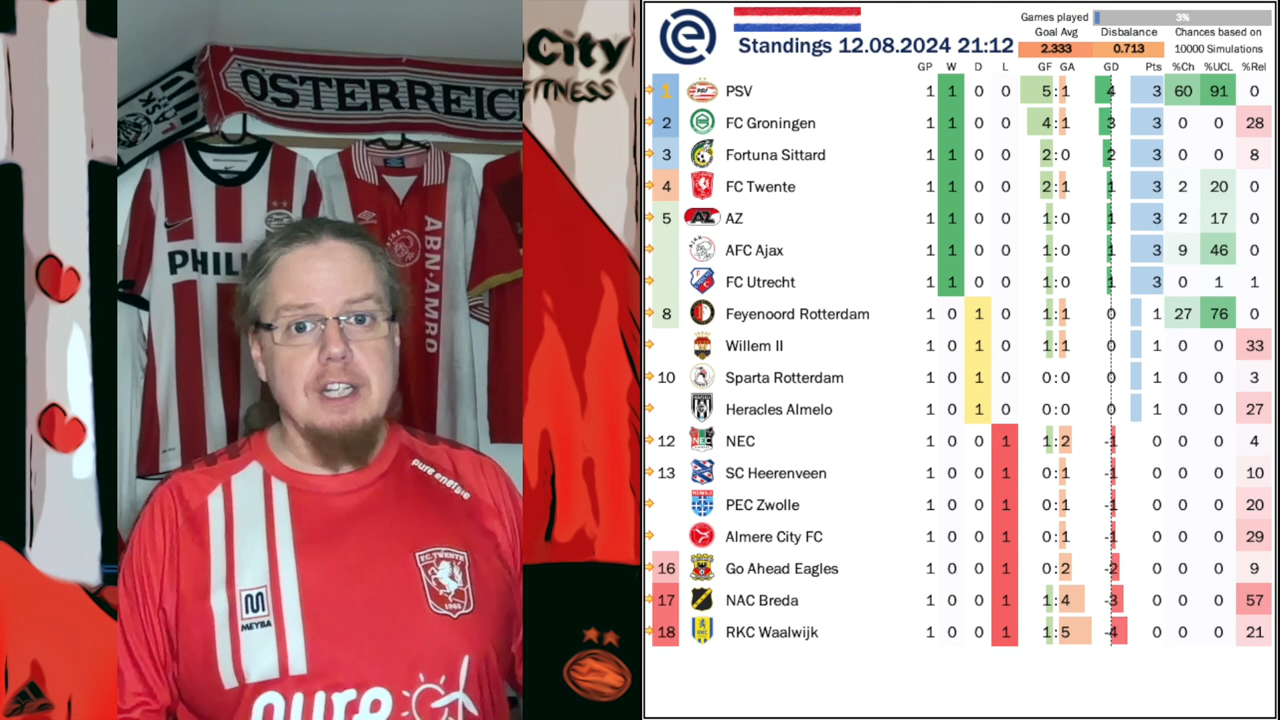 City
FITNESS
LASK
ÖSTERREIC
PHILI
ABN·AMRO
AJAX
pure energie
F.C. TWENTE
1965
MEYBA
pure
Games played 3%
Goal Avg Disbalance Chances based on
Standings 12.08.2024 21:12 2.333 0.713 10000 Simulations
GP W D L GF GA GD Pts %Ch %UCL %Rel
1 PSV 1 1 0 0 5:1 4 3 60 91 0
2 FC Groningen 1 1 0 0 4:1 3 3 0 0 28
3 Fortuna Sittard 1 1 0 0 2:0 2 3 0 0 8
4 FC Twente 1 1 0 0 2:1 1 3 2 20 0
5 AZ 1 1 0 0 1:0 1 3 2 17 0
AFC Ajax 1 1 0 0 1:0 1 3 9 46 0
FC Utrecht 1 1 0 0 1:0 1 3 0 1 1
8 Feyenoord Rotterdam 1 0 1 0 1:1 0 1 27 76 0
Willem II 1 0 1 0 1:1 0 1 0 0 33
10 Sparta Rotterdam 1 0 1 0 0:0 0 1 0 0 3
Heracles Almelo 1 0 1 0 0:0 0 1 0 0 27
12 NEC 1 0 0 1 1:2 -1 0 0 0 4
13 SC Heerenveen 1 0 0 1 0:1 -1 0 0 0 10
PEC Zwolle 1 0 0 1 0:1 -1 0 0 0 20
Almere City FC 1 0 0 1 0:1 -1 0 0 0 29
16 Go Ahead Eagles 1 0 0 1 0:2 -2 0 0 0 9
17 NAC Breda 1 0 0 1 1:4 -3 0 0 0 57
18 RKC Waalwijk 1 0 0 1 1:5 -4 0 0 0 21